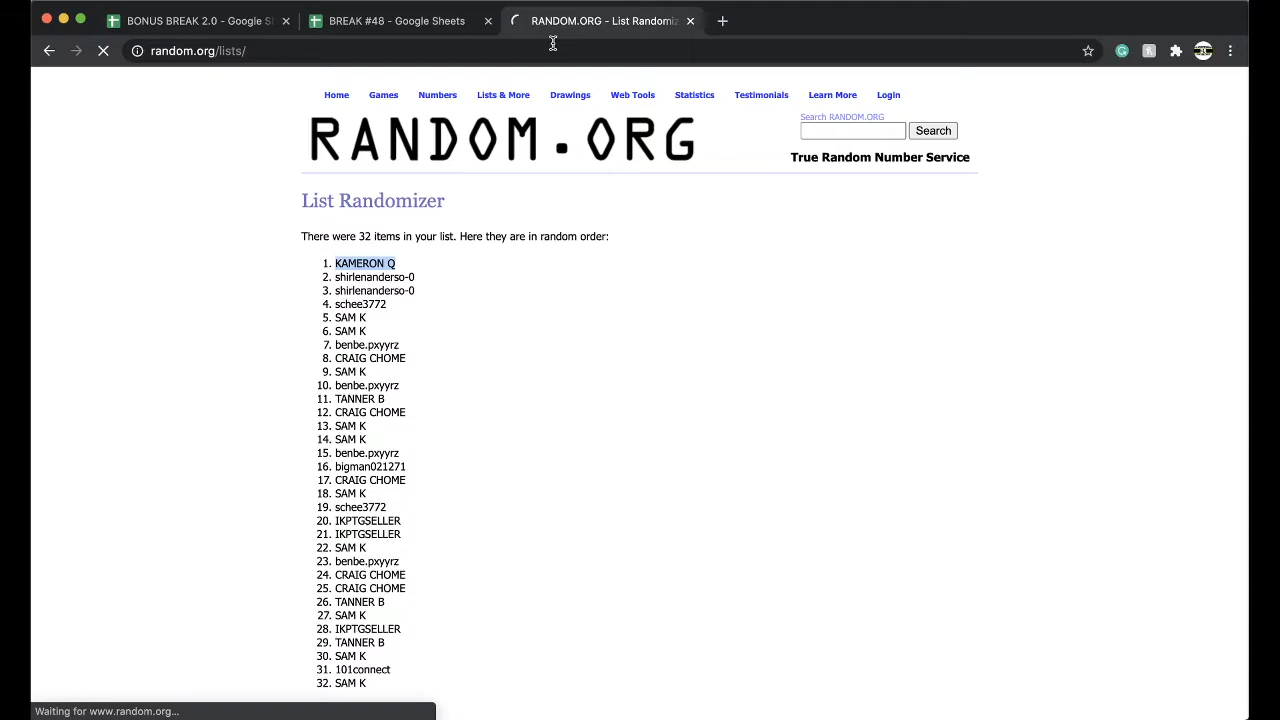 BONUS BREAK 2.0 - Google S
BREAK #48 - Google Sheets
RANDOM.ORG - List Randomiz
random.org/lists/
Home Games Numbers Lists & More Drawings Web Tools Statistics Testimonials Learn More Login
RANDOM.ORG
Search RANDOM.ORG
Search
True Random Number Service
List Randomizer
There were 32 items in your list. Here they are in random order:
1. KAMERON Q
2. shirlenanderso-0
3. shirlenanderso-0
4. schee3772
5. SAM K
6. SAM K
7. benbe.pxyyrz
8. CRAIG CHOME
9. SAM K
10. benbe.pxyyrz
11. TANNER B
12. CRAIG CHOME
13. SAM K
14. SAM K
15. benbe.pxyyrz
16. bigman021271
17. CRAIG CHOME
18. SAM K
19. schee3772
20. IKPTGSELLER
21. IKPTGSELLER
22. SAM K
23. benbe.pxyyrz
24. CRAIG CHOME
25. CRAIG CHOME
26. TANNER B
27. SAM K
28. IKPTGSELLER
29. TANNER B
30. SAM K
31. 101connect
32. SAM K
Waiting for www.random.org...